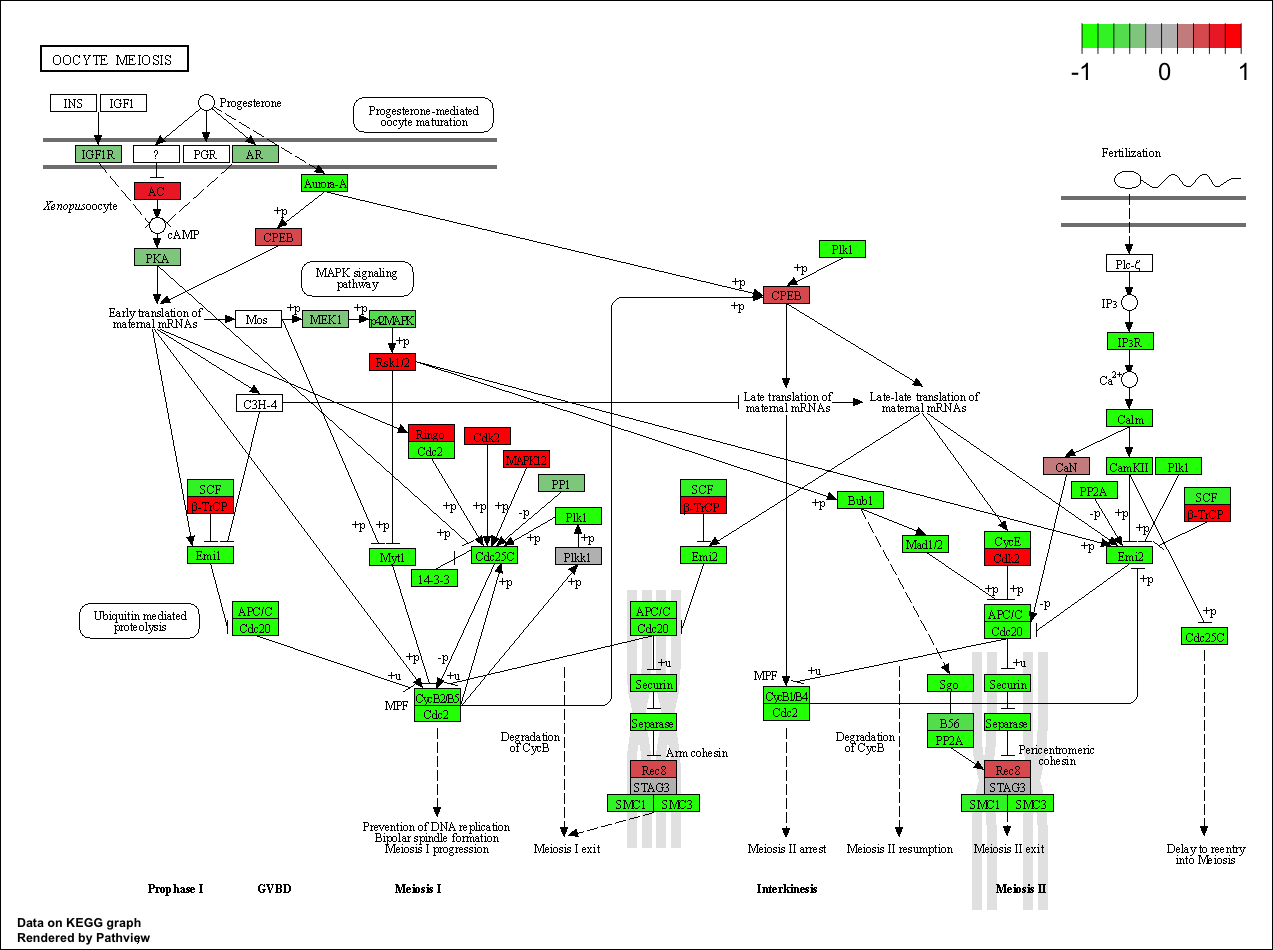 OOCYTE MEIOSIS
-1
0
1
INS
IGF1
Progesterone
Progesterone-mediated
oocyte maturation
IGF1R
?
PGR
AR
Fertilization
AC
Aurora-A
Xenopus oocyte
+p
cAMP
CPEB
PKA
Plk1
Plc-ζ
MAPK signaling
pathway
+p
+p
CPEB
+p
IP3
Early translation of
maternal mRNAs
Mos
+p
MEK1
+p
p42MAPK
+p
Rsk1/2
IP3R
Ca2+
C3H-4
Late translation of
maternal mRNAs
Late-late translation of
maternal mRNAs
Calm
Ringo
Cdc2
Cdk2
MAPK12
CaN
CamKII
Plk1
PP1
PP2A
SCF
β-TrCP
SCF
β-TrCP
SCF
β-TrCP
+p
+p
+p
-p
Plk1
+p
Bub1
-p
+p
+p
+p
+p
+p
+p
Mad1/2
CycE
Cdk2
+p
Emi1
Myt1
Cdc25C
Plkk1
Emi2
Emi2
14-3-3
+p
+p
+p
+p
+p
-p
+p
Ubiquitin mediated
proteolysis
APC/C
Cdc20
APC/C
Cdc20
APC/C
Cdc20
Cdc25C
+p
-p
+u
+u
+u
+u
+u
MPF
CycB2/B5
Cdc2
Securin
MPF
CycB1/B4
Cdc2
Sgo
Securin
Separase
B56
PP2A
Separase
Degradation
of CycB
Arm cohesin
Degradation
of CycB
Pericentromeric
cohesin
Rec8
STAG3
SMC1
SMC3
Rec8
STAG3
SMC1
SMC3
Prevention of DNA replication
Bipolar spindle formation
Meiosis I progression
Meiosis I exit
Meiosis II arrest
Meiosis II resumption
Meiosis II exit
Delay to reentry
into Meiosis
Prophase I
GVBD
Meiosis I
Interkinesis
Meiosis II
Data on KEGG graph
Rendered by Pathview